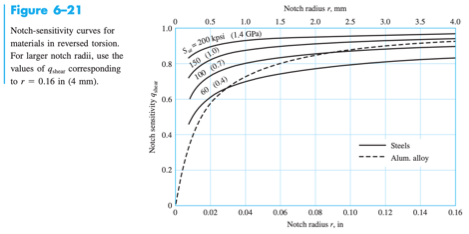 Figure 6–21
Notch-sensitivity curves for
materials in reversed torsion.
For larger notch radii, use the
values of qshear corresponding
to r = 0.16 in (4 mm).
Notch radius r, mm
0 0.5 1.0 1.5 2.0 2.5 3.0 3.5 4.0
1.0
0.8
0.6
0.4
0.2
0
Notch sensitivity qshear
Sut = 200 kpsi (1.4 GPa)
150 (1.0)
100 (0.7)
60 (0.4)
Steels
Alum. alloy
0 0.02 0.04 0.06 0.08 0.10 0.12 0.14 0.16
Notch radius r, in